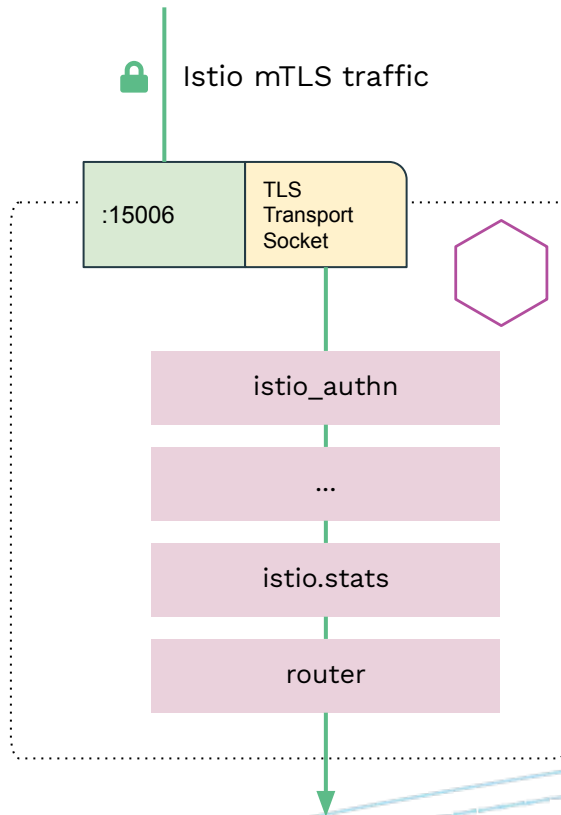 Istio mTLS traffic
:15006
TLS
Transport
Socket
istio_authn
...
istio.stats
router